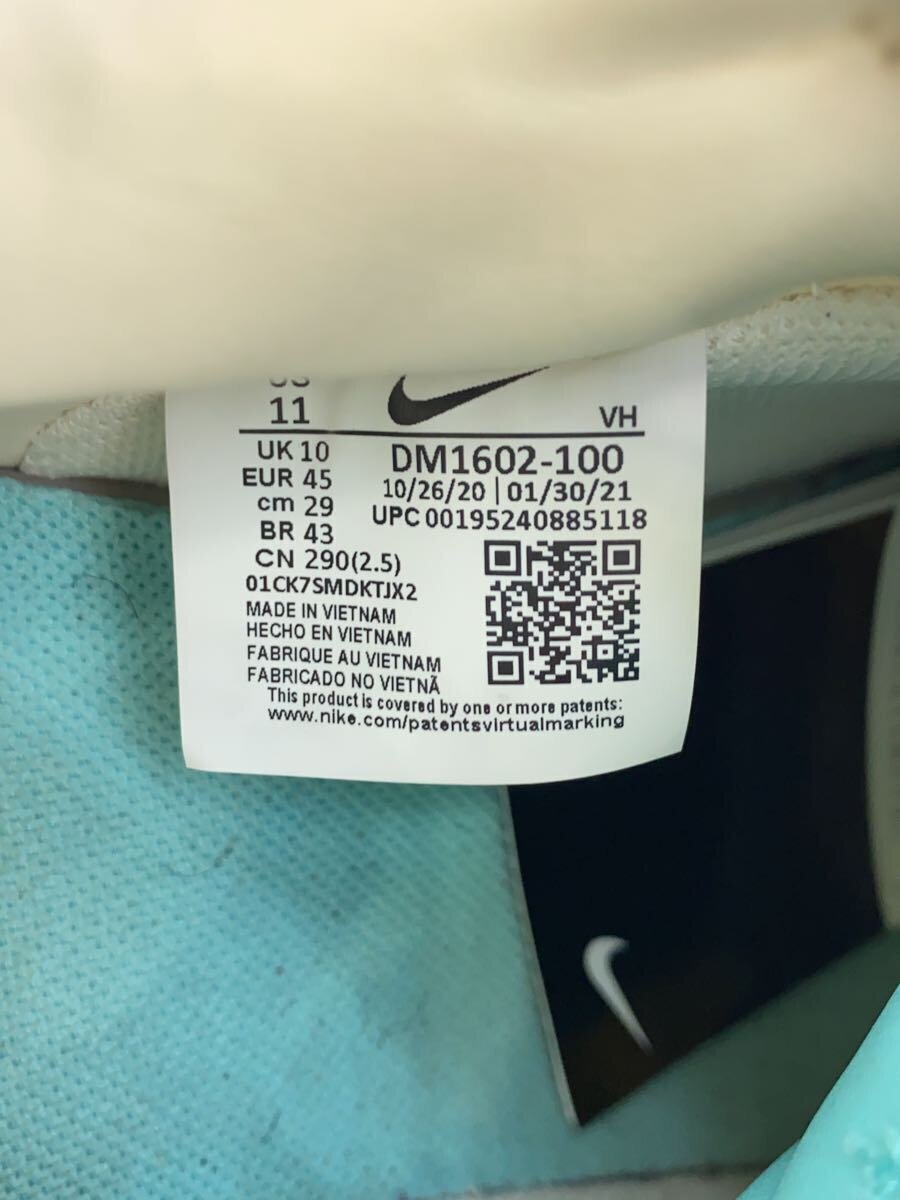 11
VH
UK 10
DM1602-100
EUR 45
10/26/20 | 01/30/21
cm 29
UPC 00195240885118
BR 43
CN 290(2.5)
01CK7SMDKTJX2
MADE IN VIETNAM
HECHO EN VIETNAM
FABRIQUE AU VIETNAM
FABRICADO NO VIETNÃ
This product is covered by one or more patents:
www.nike.com/patentsvirtualmarking